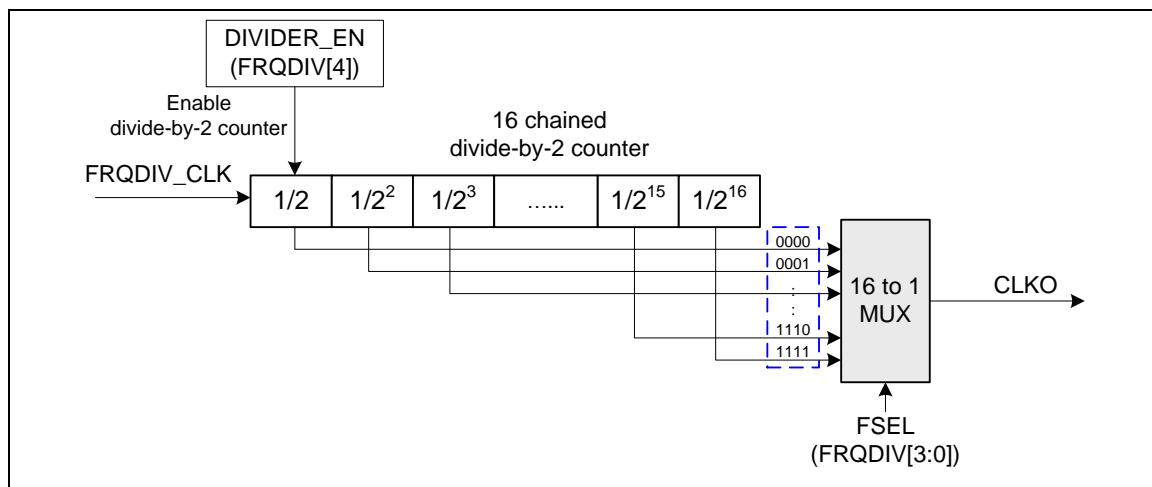 DIVIDER_EN
(FRQDIV[4])
Enable
divide-by-2 counter
16 chained
divide-by-2 counter
FRQDIV_CLK
1/2
1/2²
1/2³
…...
1/2¹⁵
1/2¹⁶
0000
0001
:
:
1110
1111
16 to 1
MUX
CLKO
FSEL
(FRQDIV[3:0])